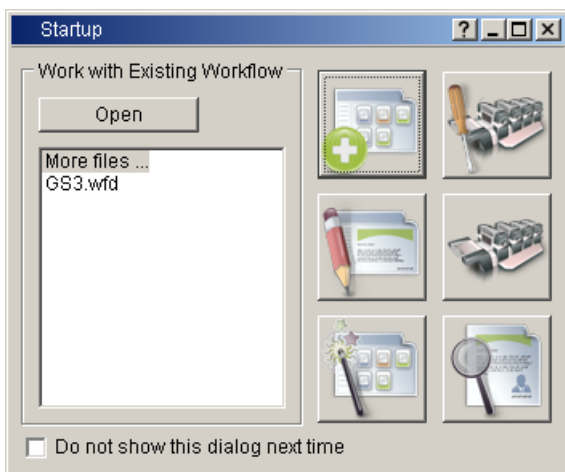 Startup
Work with Existing Workflow
Open
More files ...
GS3.wfd
Do not show this dialog next time